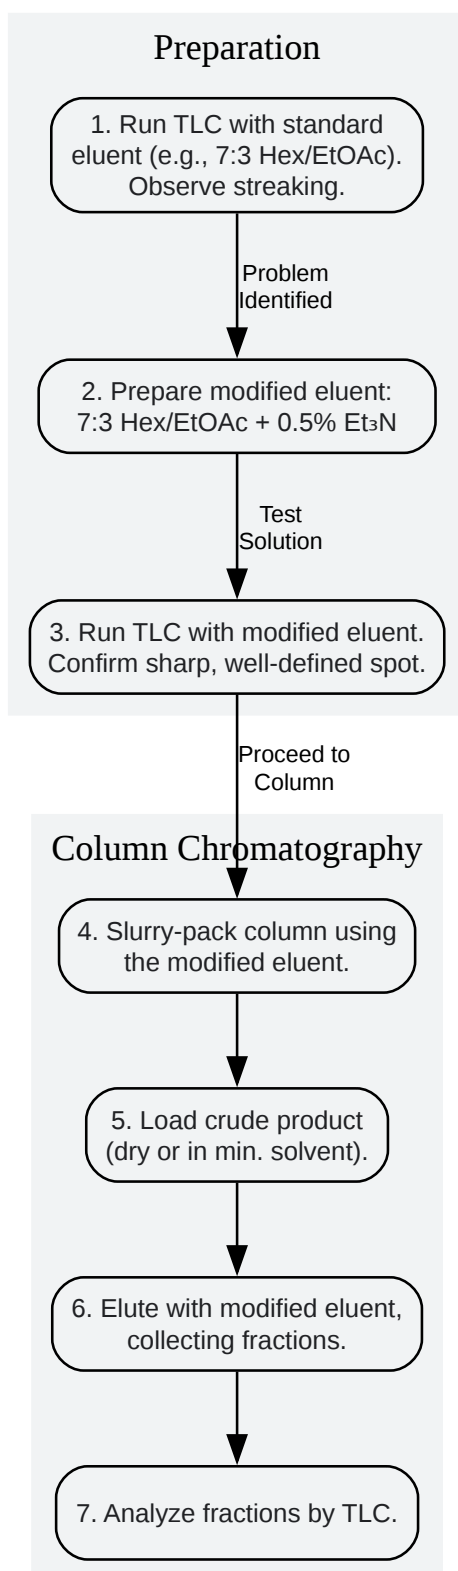 Preparation
1. Run TLC with standard
eluent (e.g., 7:3 Hex/EtOAc).
Observe streaking.
Problem
Identified
2. Prepare modified eluent:
7:3 Hex/EtOAc + 0.5% Et₃N
Test
Solution
3. Run TLC with modified eluent.
Confirm sharp, well-defined spot.
Proceed to
Column
Column Chromatography
4. Slurry-pack column using
the modified eluent.
5. Load crude product
(dry or in min. solvent).
6. Elute with modified eluent,
collecting fractions.
7. Analyze fractions by TLC.